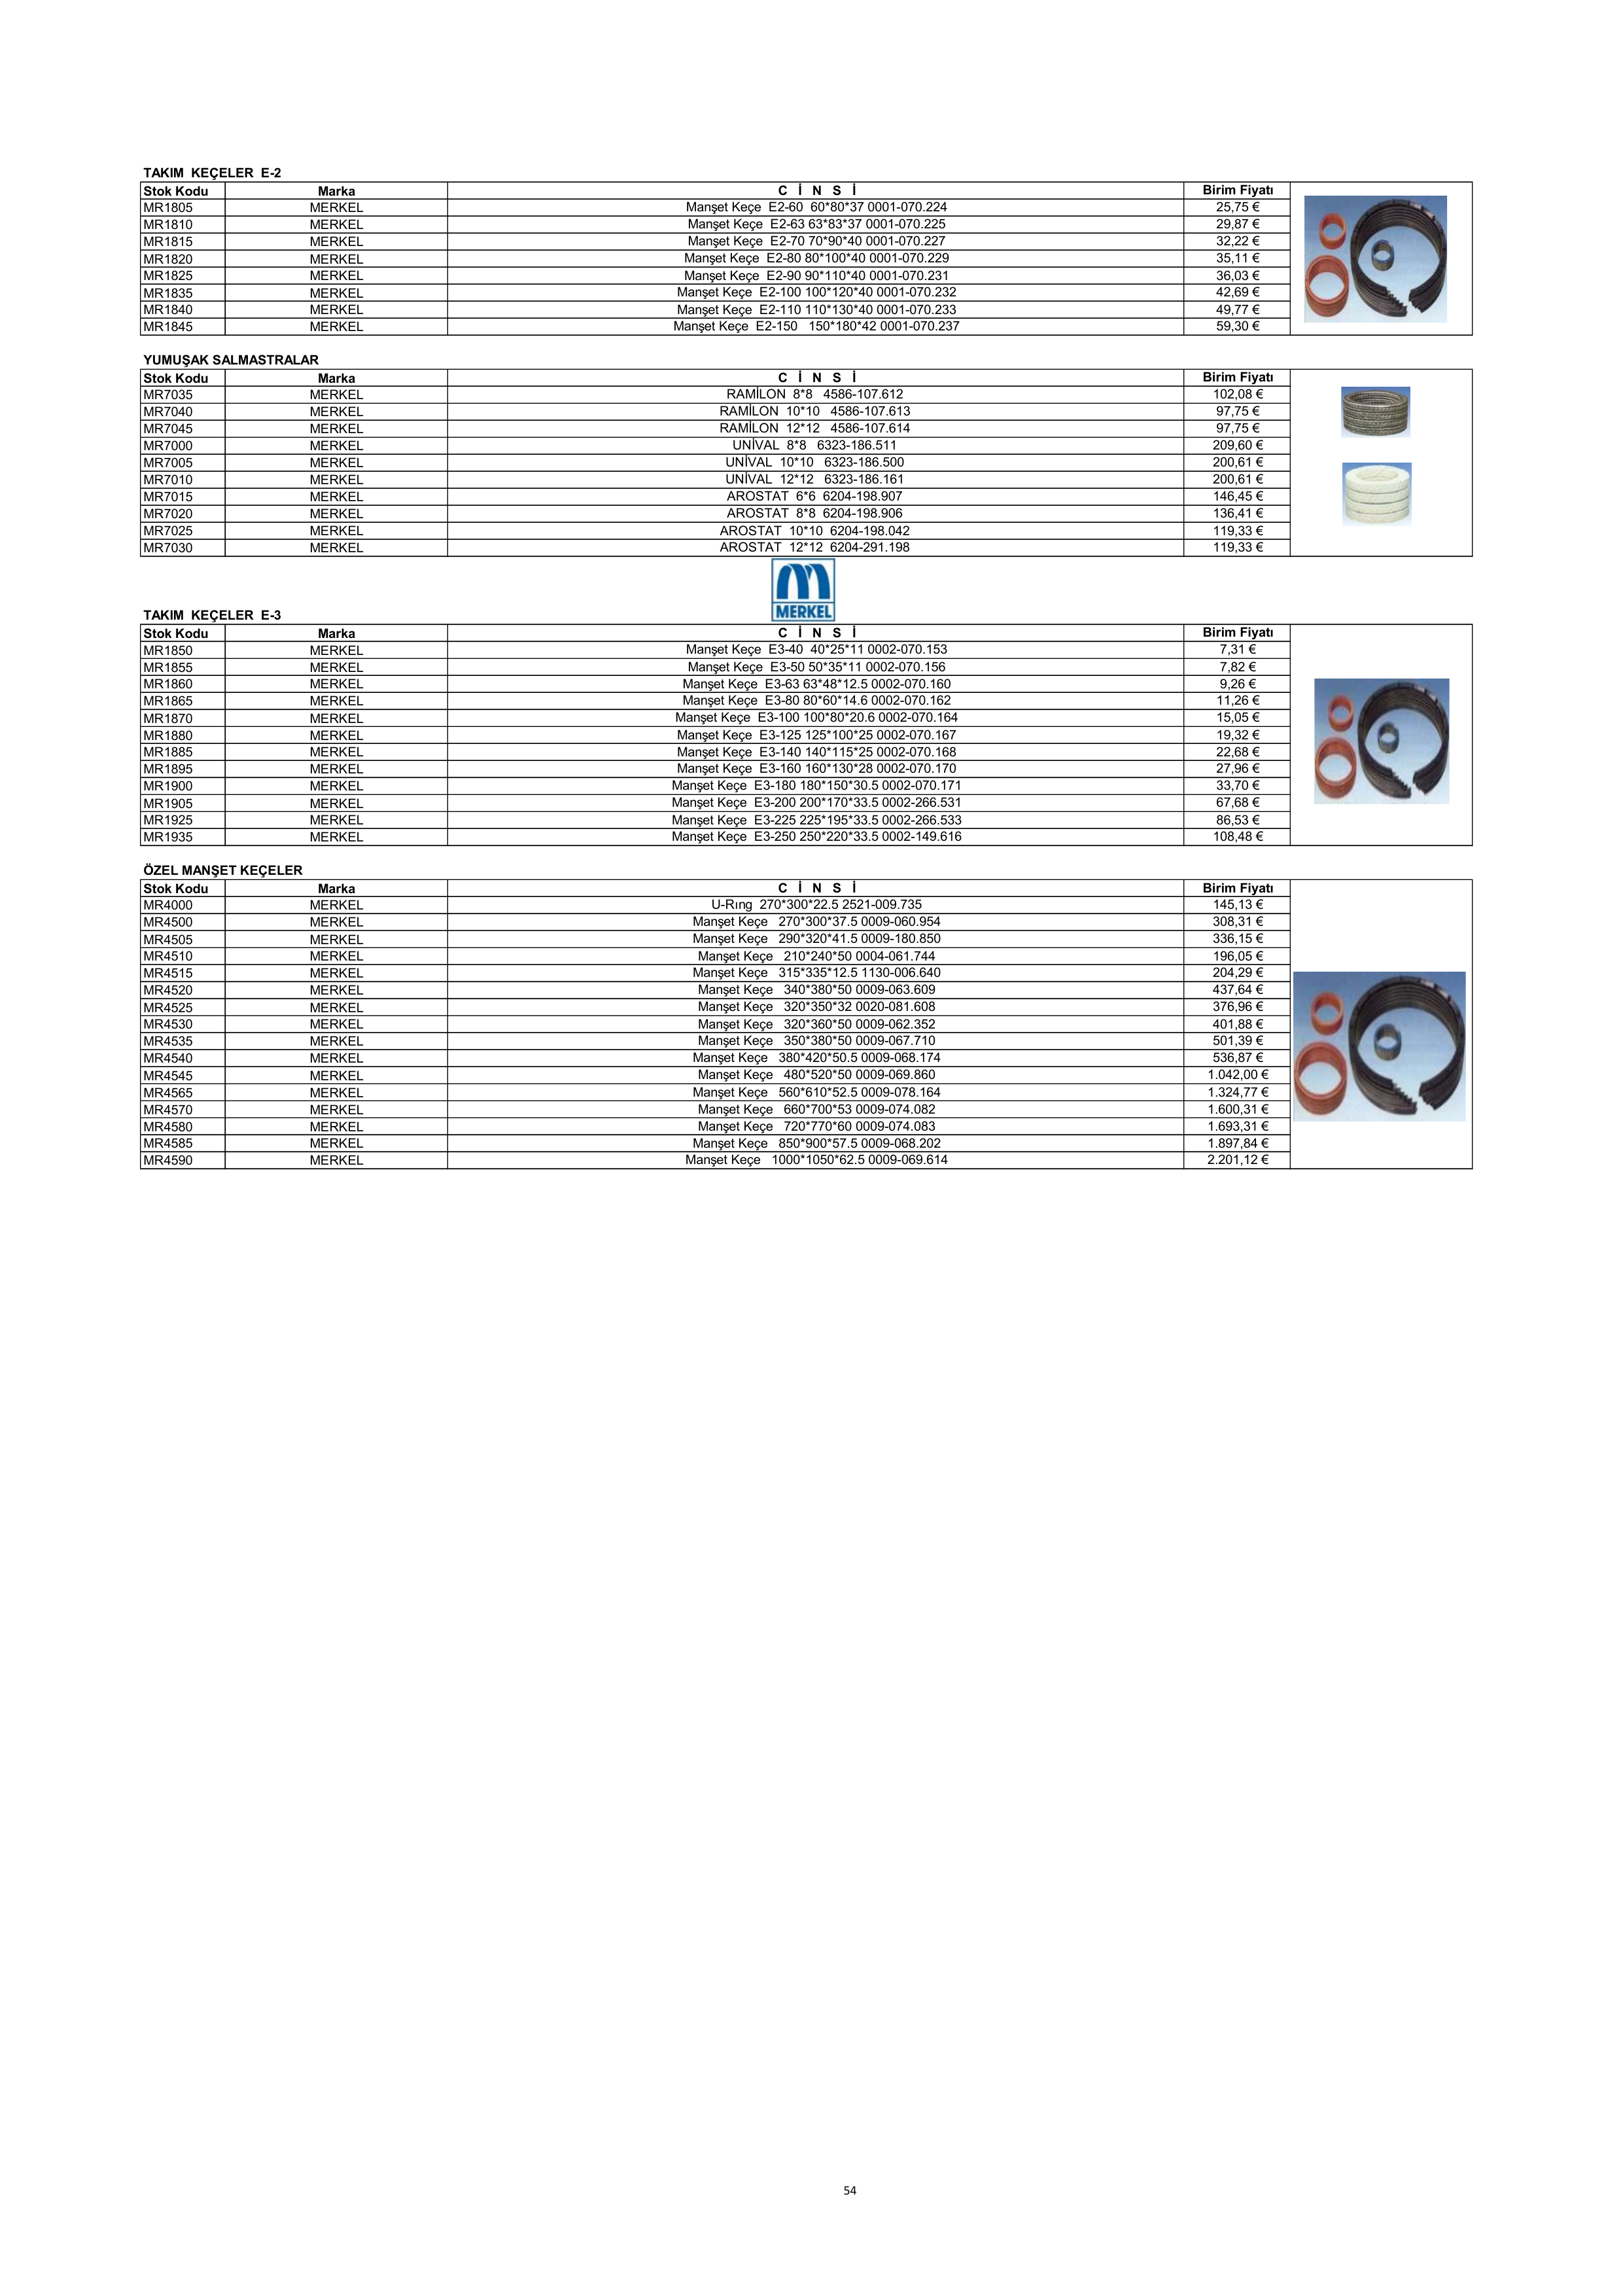 TAKIM KEÇELER E-2
Stok Kodu Marka C İ N S İ Birim Fiyatı
MR1805 MERKEL Manşet Keçe E2-60 60*80*37 0001-070.224 25,75 €
MR1810 MERKEL Manşet Keçe E2-63 63*83*37 0001-070.225 29,87 €
MR1815 MERKEL Manşet Keçe E2-70 70*90*40 0001-070.227 32,22 €
MR1820 MERKEL Manşet Keçe E2-80 80*100*40 0001-070.229 35,11 €
MR1825 MERKEL Manşet Keçe E2-90 90*110*40 0001-070.231 36,03 €
MR1835 MERKEL Manşet Keçe E2-100 100*120*40 0001-070.232 42,69 €
MR1840 MERKEL Manşet Keçe E2-110 110*130*40 0001-070.233 49,77 €
MR1845 MERKEL Manşet Keçe E2-150 150*180*42 0001-070.237 59,30 €
YUMUŞAK SALMASTRALAR
Stok Kodu Marka C İ N S İ Birim Fiyatı
MR7035 MERKEL RAMİLON 8*8 4586-107.612 102,08 €
MR7040 MERKEL RAMİLON 10*10 4586-107.613 97,75 €
MR7045 MERKEL RAMİLON 12*12 4586-107.614 97,75 €
MR7000 MERKEL UNİVAL 8*8 6323-186.511 209,60 €
MR7005 MERKEL UNİVAL 10*10 6323-186.500 200,61 €
MR7010 MERKEL UNİVAL 12*12 6323-186.161 200,61 €
MR7015 MERKEL AROSTAT 6*6 6204-198.907 146,45 €
MR7020 MERKEL AROSTAT 8*8 6204-198.906 136,41 €
MR7025 MERKEL AROSTAT 10*10 6204-198.042 119,33 €
MR7030 MERKEL AROSTAT 12*12 6204-291.198 119,33 €
MERKEL
TAKIM KEÇELER E-3
Stok Kodu Marka C İ N S İ Birim Fiyatı
MR1850 MERKEL Manşet Keçe E3-40 40*25*11 0002-070.153 7,31 €
MR1855 MERKEL Manşet Keçe E3-50 50*35*11 0002-070.156 7,82 €
MR1860 MERKEL Manşet Keçe E3-63 63*48*12.5 0002-070.160 9,26 €
MR1865 MERKEL Manşet Keçe E3-80 80*60*14.6 0002-070.162 11,26 €
MR1870 MERKEL Manşet Keçe E3-100 100*80*20.6 0002-070.164 15,05 €
MR1880 MERKEL Manşet Keçe E3-125 125*100*25 0002-070.167 19,32 €
MR1885 MERKEL Manşet Keçe E3-140 140*115*25 0002-070.168 22,68 €
MR1895 MERKEL Manşet Keçe E3-160 160*130*28 0002-070.170 27,96 €
MR1900 MERKEL Manşet Keçe E3-180 180*150*30.5 0002-070.171 33,70 €
MR1905 MERKEL Manşet Keçe E3-200 200*170*33.5 0002-266.531 67,68 €
MR1925 MERKEL Manşet Keçe E3-225 225*195*33.5 0002-266.533 86,53 €
MR1935 MERKEL Manşet Keçe E3-250 250*220*33.5 0002-149.616 108,48 €
ÖZEL MANŞET KEÇELER
Stok Kodu Marka C İ N S İ Birim Fiyatı
MR4000 MERKEL U-Rıng 270*300*22.5 2521-009.735 145,13 €
MR4500 MERKEL Manşet Keçe 270*300*37.5 0009-060.954 308,31 €
MR4505 MERKEL Manşet Keçe 290*320*41.5 0009-180.850 336,15 €
MR4510 MERKEL Manşet Keçe 210*240*50 0004-061.744 196,05 €
MR4515 MERKEL Manşet Keçe 315*335*12.5 1130-006.640 204,29 €
MR4520 MERKEL Manşet Keçe 340*380*50 0009-063.609 437,64 €
MR4525 MERKEL Manşet Keçe 320*350*32 0020-081.608 376,96 €
MR4530 MERKEL Manşet Keçe 320*360*50 0009-062.352 401,88 €
MR4535 MERKEL Manşet Keçe 350*380*50 0009-067.710 501,39 €
MR4540 MERKEL Manşet Keçe 380*420*50.5 0009-068.174 536,87 €
MR4545 MERKEL Manşet Keçe 480*520*50 0009-069.860 1.042,00 €
MR4565 MERKEL Manşet Keçe 560*610*52.5 0009-078.164 1.324,77 €
MR4570 MERKEL Manşet Keçe 660*700*53 0009-074.082 1.600,31 €
MR4580 MERKEL Manşet Keçe 720*770*60 0009-074.083 1.693,31 €
MR4585 MERKEL Manşet Keçe 850*900*57.5 0009-068.202 1.897,84 €
MR4590 MERKEL Manşet Keçe 1000*1050*62.5 0009-069.614 2.201,12 €
54